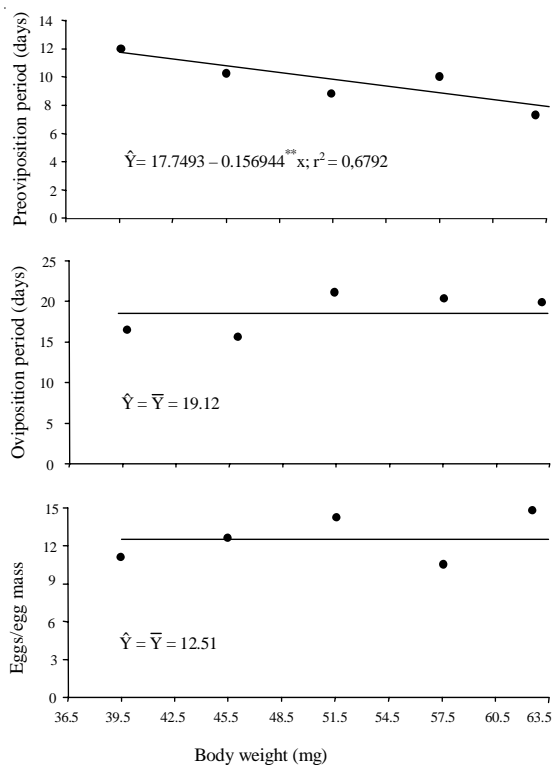 Preoviposition period (days)
14
12
10
8
6
4
2
0
Ŷ= 17.7493 – 0.156944**x; r² = 0,6792
Oviposition period (days)
25
20
15
10
5
0
Ŷ = Y̅ = 19.12
Eggs/egg mass
15
12
9
6
3
0
Ŷ = Y̅ = 12.51
36.5 39.5 42.5 45.5 48.5 51.5 54.5 57.5 60.5 63.5
Body weight (mg)